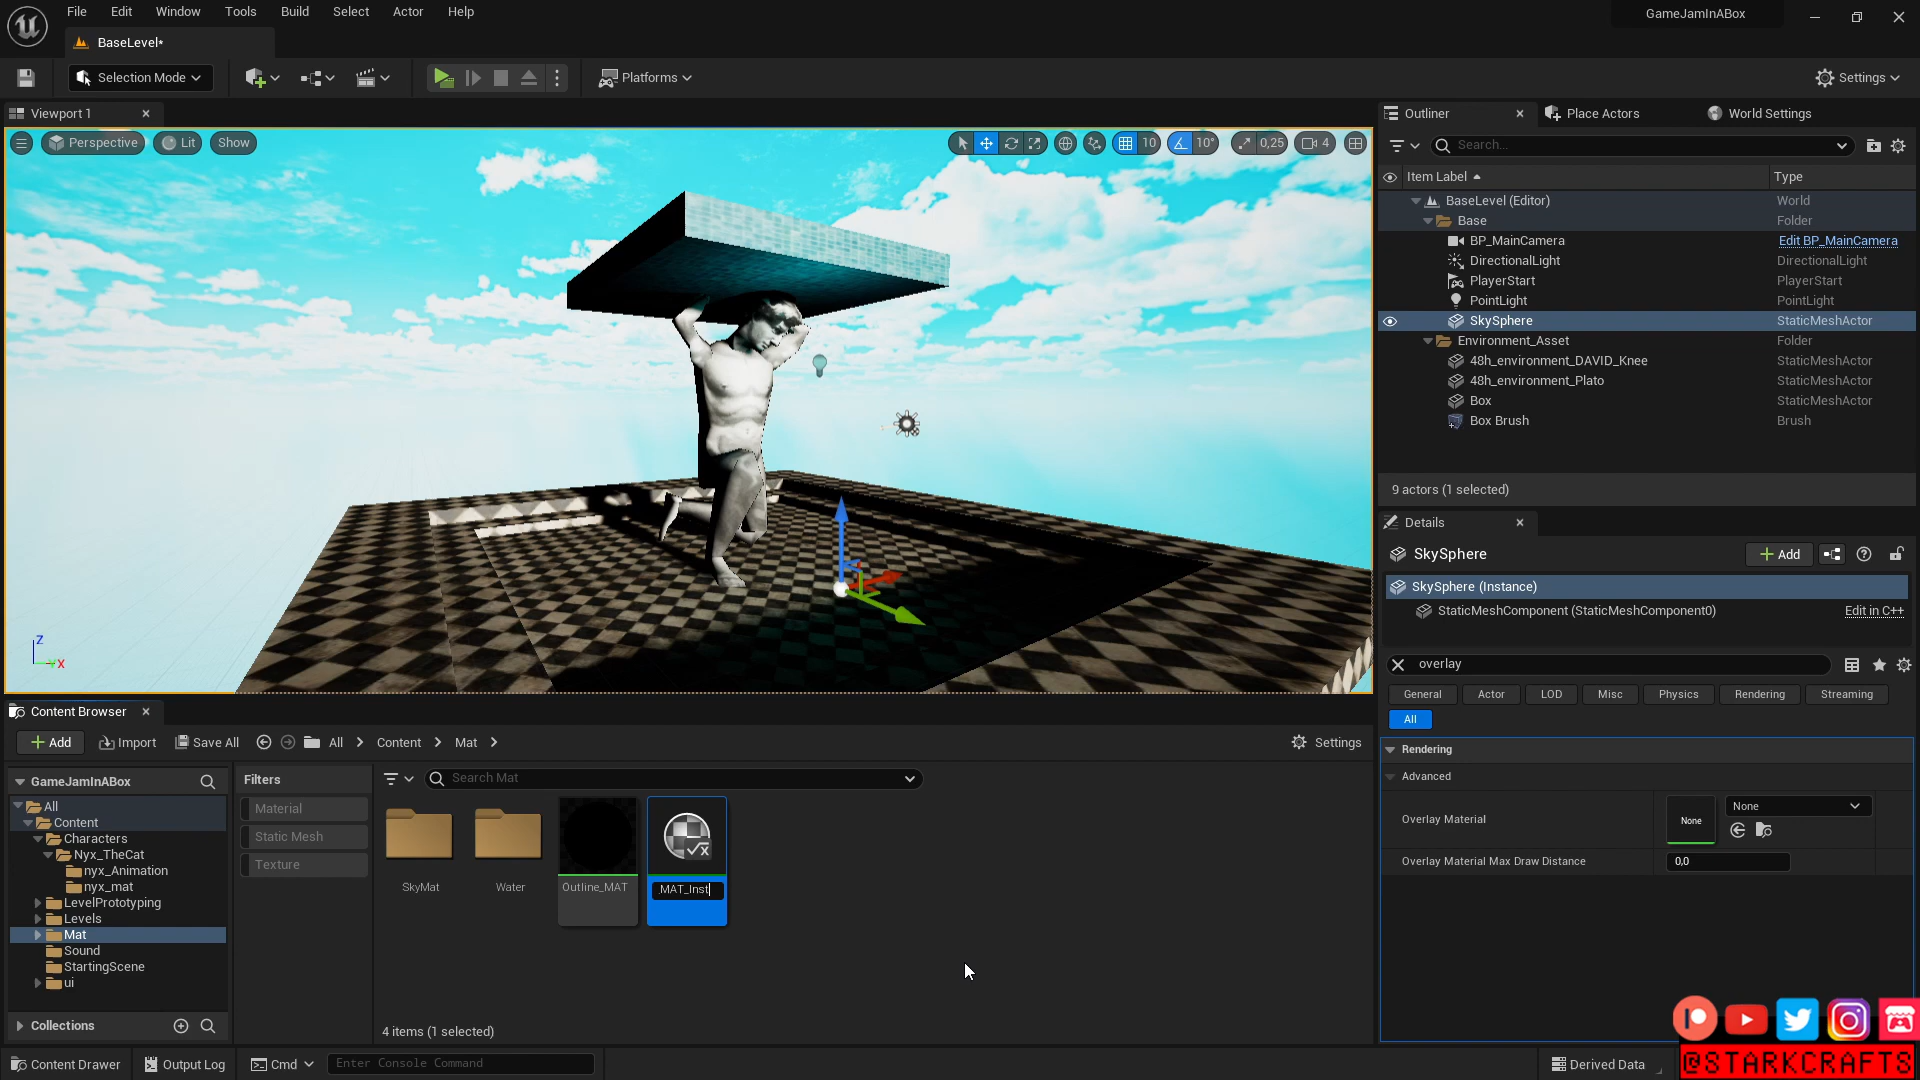 File Edit Window Tools Build Select Actor Help
GameJamInABox
BaseLevel*
Selection Mode
Platforms
Settings
Viewport 1
Perspective Lit Show
10 10° 0,25 4
Z
X
Outliner Place Actors World Settings
Search...
Item Label Type
BaseLevel (Editor) World
Base Folder
BP_MainCamera Edit BP_MainCamera
DirectionalLight DirectionalLight
PlayerStart PlayerStart
PointLight PointLight
SkySphere StaticMeshActor
Environment_Asset Folder
48h_environment_DAVID_Knee StaticMeshActor
48h_environment_Plato StaticMeshActor
Box StaticMeshActor
Box Brush Brush
9 actors (1 selected)
Details
SkySphere
Add
SkySphere (Instance)
StaticMeshComponent (StaticMeshComponent0) Edit in C++
overlay
General Actor LOD Misc Physics Rendering Streaming
All
Rendering
Advanced
Overlay Material None None
Overlay Material Max Draw Distance 0,0
Content Browser
Add Import Save All All Content Mat Settings
GameJamInABox
All
Content
Characters
Nyx_TheCat
nyx_Animation
nyx_mat
LevelPrototyping
Levels
Mat
Sound
StartingScene
ui
Collections
Filters
Material
Static Mesh
Texture
Search Mat
SkyMat Water Outline_MAT .MAT_Inst
4 items (1 selected)
Content Drawer Output Log Cmd Enter Console Command
Derived Data
@STARKCRAFTS